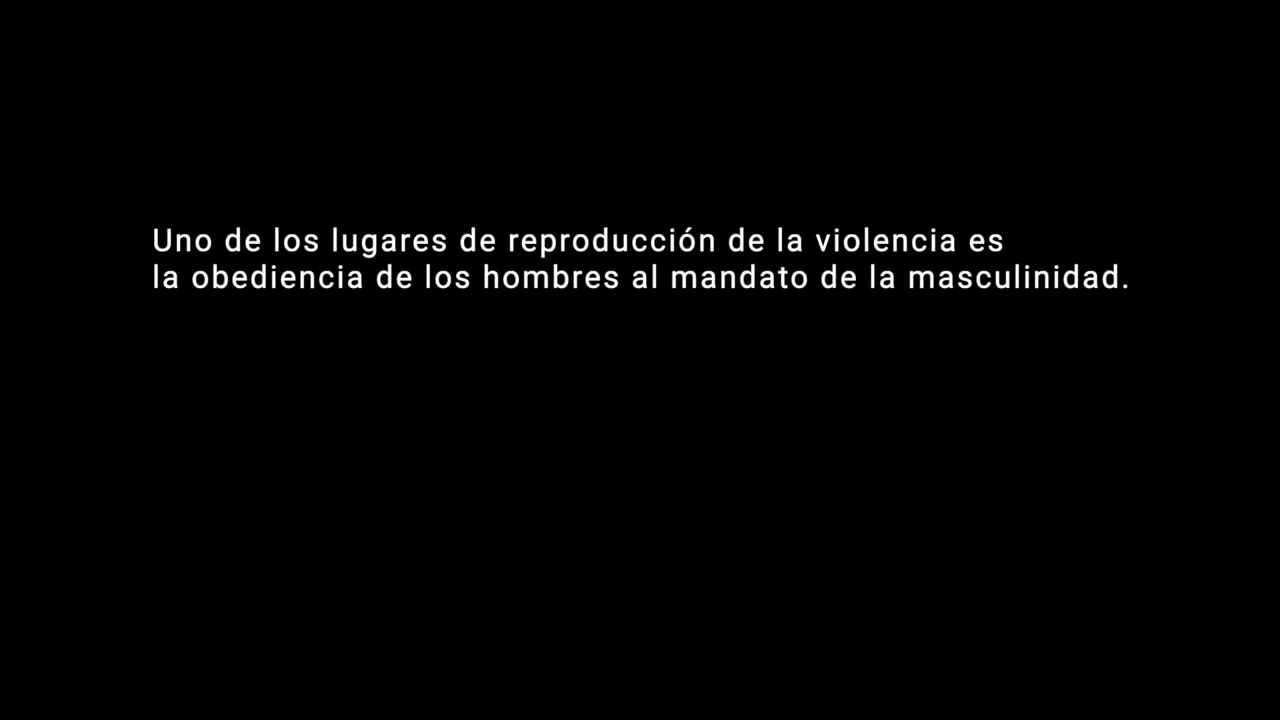 Uno de los lugares de reproducción de la violencia es
la obediencia de los hombres al mandato de la masculinidad.